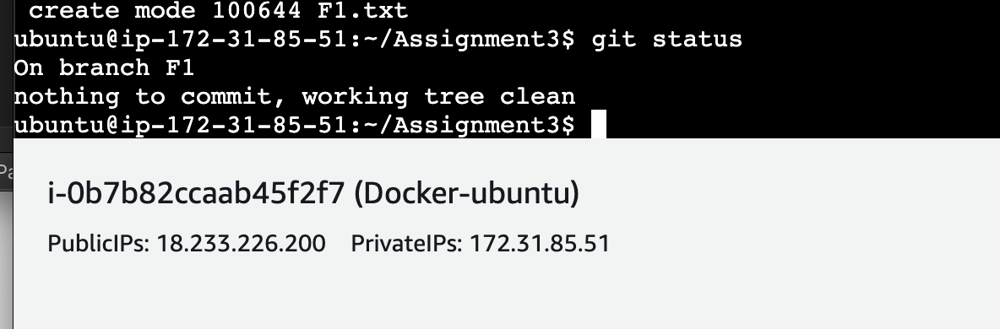 create mode 100644 F1.txt
ubuntu@ip-172-31-85-51:~/Assignment3$ git status
On branch F1
nothing to commit, working tree clean
ubuntu@ip-172-31-85-51:~/Assignment3$
Pa
i-0b7b82ccaab45f2f7 (Docker-ubuntu)
PublicIPs: 18.233.226.200 PrivateIPs: 172.31.85.51